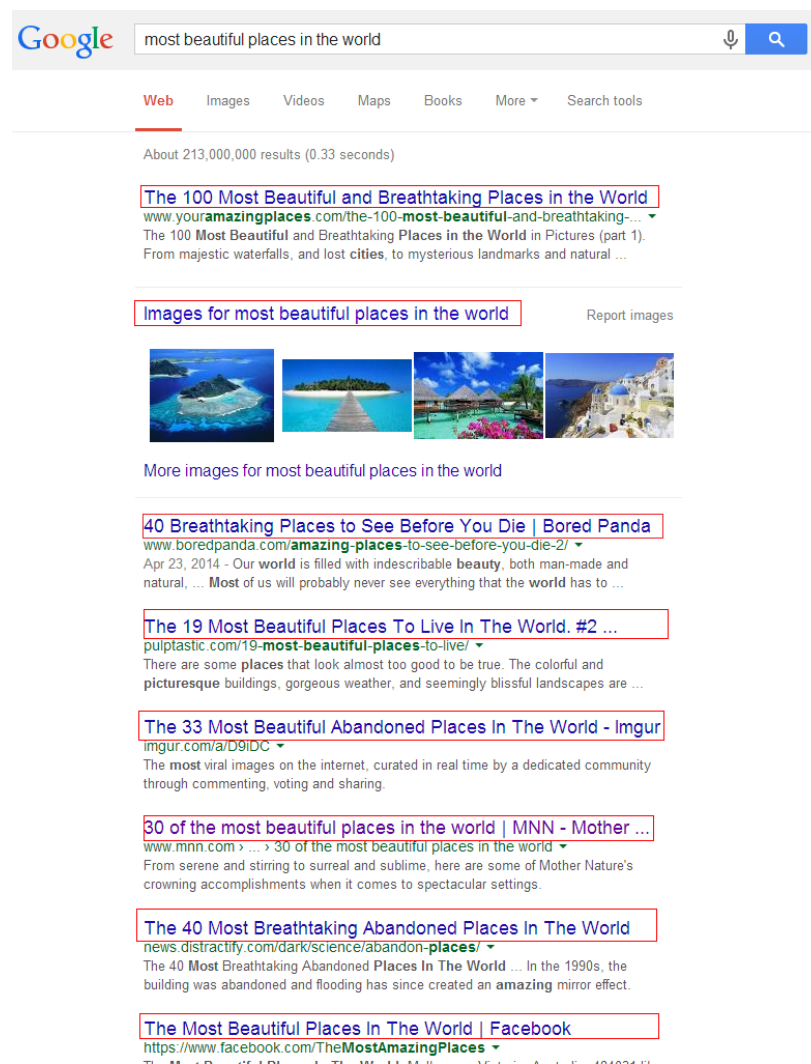 Google most beautiful places in the world
Web Images Videos Maps Books More Search tools
About 213,000,000 results (0.33 seconds)
The 100 Most Beautiful and Breathtaking Places in the World
www.youramazingplaces.com/the-100-most-beautiful-and-breathtaking-...
The 100 Most Beautiful and Breathtaking Places in the World in Pictures (part 1).
From majestic waterfalls, and lost cities, to mysterious landmarks and natural ...
Images for most beautiful places in the world Report images
More images for most beautiful places in the world
40 Breathtaking Places to See Before You Die | Bored Panda
www.boredpanda.com/amazing-places-to-see-before-you-die-2/
Apr 23, 2014 - Our world is filled with indescribable beauty, both man-made and
natural, ... Most of us will probably never see everything that the world has to ...
The 19 Most Beautiful Places To Live In The World. #2 ...
pulptastic.com/19-most-beautiful-places-to-live/
There are some places that look almost too good to be true. The colorful and
picturesque buildings, gorgeous weather, and seemingly blissful landscapes are ...
The 33 Most Beautiful Abandoned Places In The World - Imgur
imgur.com/a/D9iDC
The most viral images on the internet, curated in real time by a dedicated community
through commenting, voting and sharing.
30 of the most beautiful places in the world | MNN - Mother ...
www.mnn.com › ... › 30 of the most beautiful places in the world
From serene and stirring to surreal and sublime, here are some of Mother Nature's
crowning accomplishments when it comes to spectacular settings.
The 40 Most Breathtaking Abandoned Places In The World
news.distractify.com/dark/science/abandon-places/
The 40 Most Breathtaking Abandoned Places In The World ... In the 1990s, the
building was abandoned and flooding has since created an amazing mirror effect.
The Most Beautiful Places In The World | Facebook
https://www.facebook.com/TheMostAmazingPlaces
The Most Beautiful Places In The World